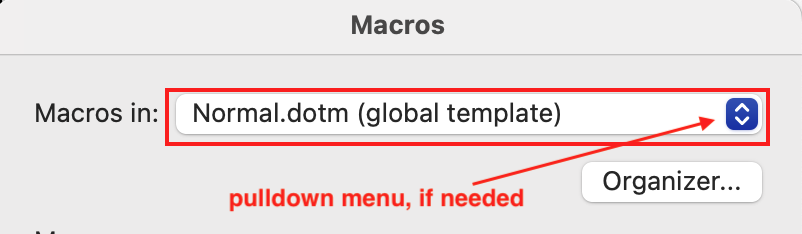 Macros
Macros in: Normal.dotm (global template)
pulldown menu, if needed
Organizer...